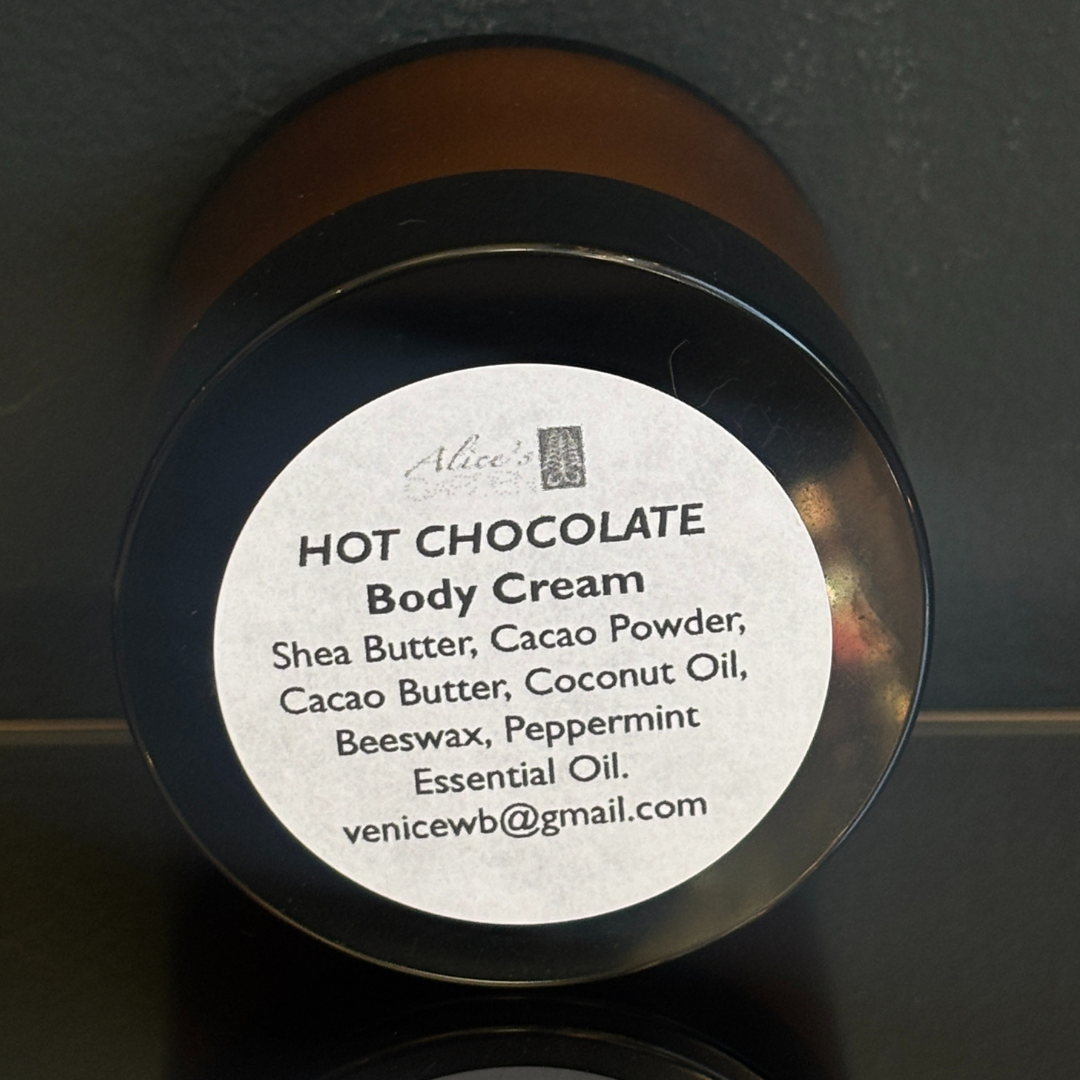 Alice's
HOT CHOCOLATE
Body Cream
Shea Butter, Cacao Powder,
Cacao Butter, Coconut Oil,
Beeswax, Peppermint
Essential Oil.
venicewb@gmail.com